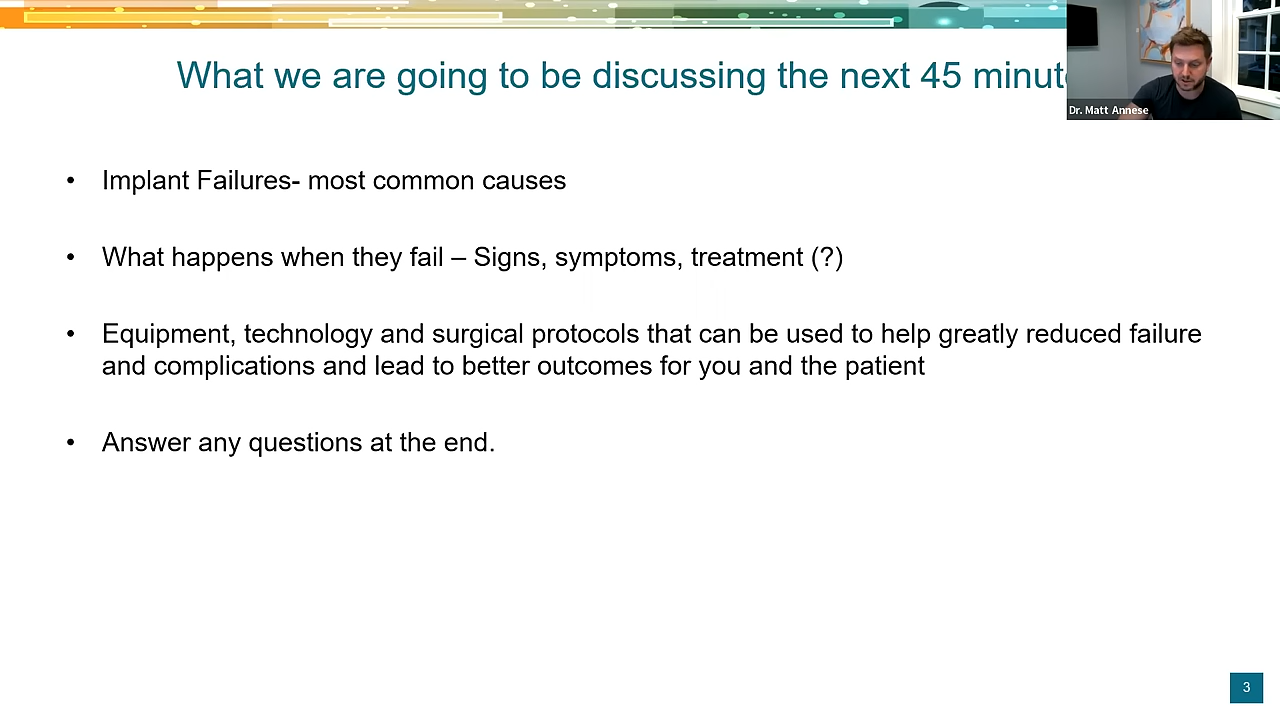 What we are going to be discussing the next 45
Dr. Matt Annese
• Implant Failures- most common causes
• What happens when they fail – Signs, symptoms, treatment (?)
• Equipment, technology and surgical protocols that can be used to help greatly reduced failure
and complications and lead to better outcomes for you and the patient
• Answer any questions at the end.
3